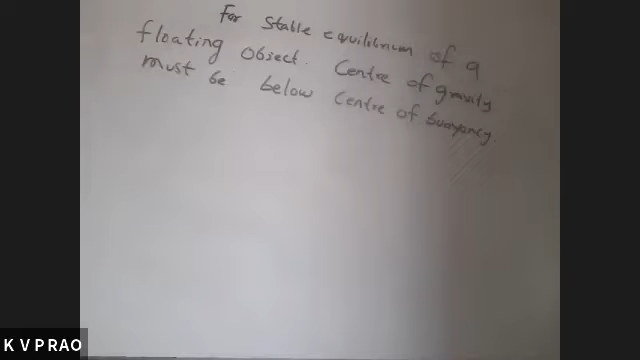 For stable equilibrium of a
floating object. Centre of gravity
must be below centre of buoyancy.
K V P RAO